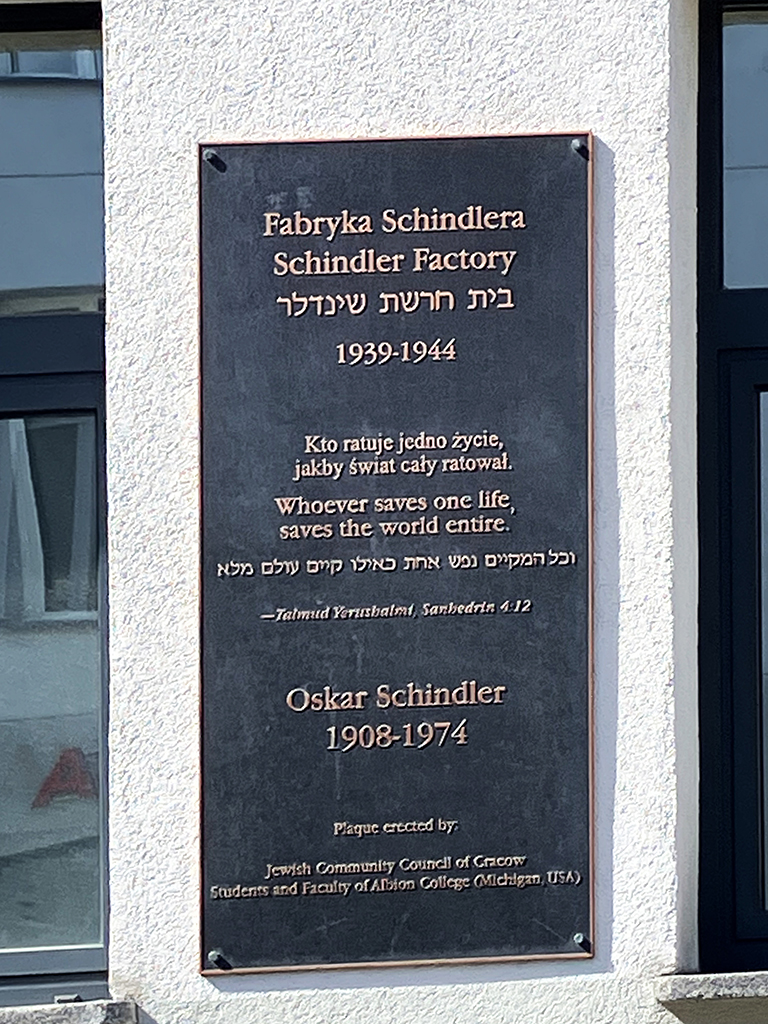 Fabryka Schindlera
Schindler Factory
בית חרשת שינדלר
1939-1944
Kto ratuje jedno życie,
jakby świat cały ratował.
Whoever saves one life,
saves the world entire.
וכל המקיים נפש אחת כאילו קיים עולם מלא
—Talmud Yerushalmi, Sanhedrin 4:12
Oskar Schindler
1908-1974
Plaque erected by:
Jewish Community Council of Cracow
Students and Faculty of Albion College (Michigan, USA)